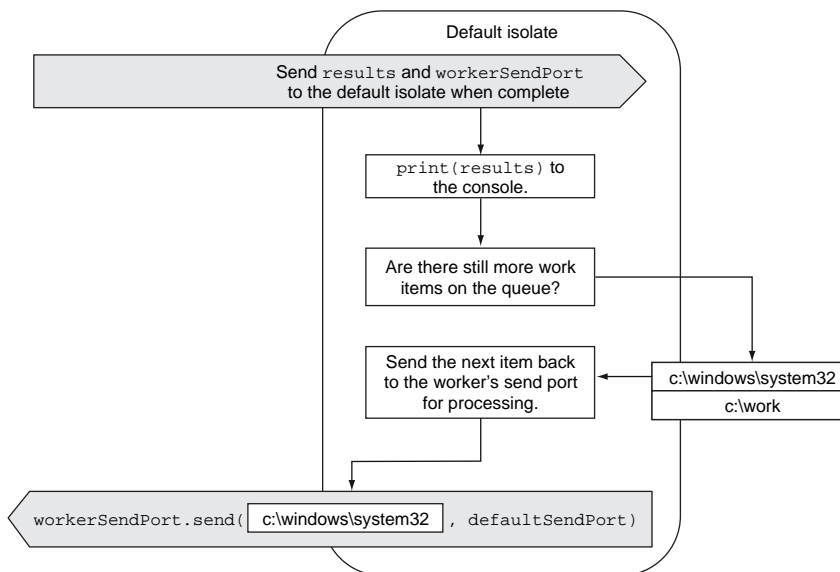 Default isolate
Send results and workerSendPort
to the default isolate when complete
print(results) to
the console.
Are there still more work
items on the queue?
Send the next item back
to the worker's send port
for processing.
c:\windows\system32
c:\work
workerSendPort.send( c:\windows\system32 , defaultSendPort)